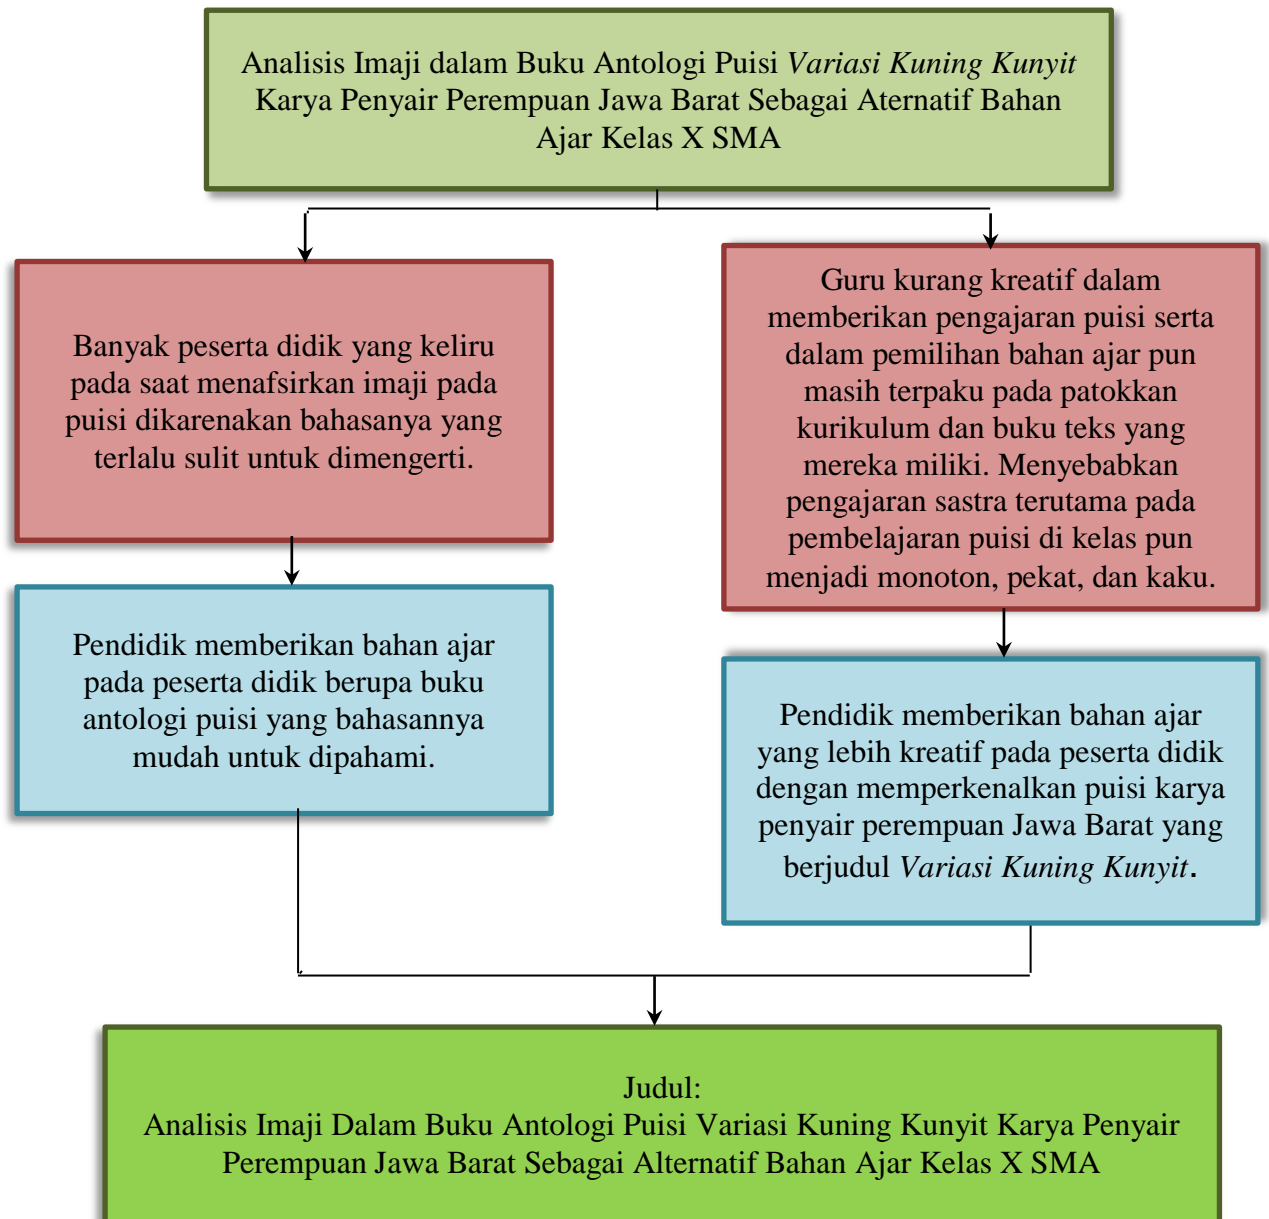 Analisis Imaji dalam Buku Antologi Puisi Variasi Kuning Kunyit
Karya Penyair Perempuan Jawa Barat Sebagai Aternatif Bahan
Ajar Kelas X SMA
Banyak peserta didik yang keliru
pada saat menafsirkan imaji pada
puisi dikarenakan bahasanya yang
terlalu sulit untuk dimengerti.
Guru kurang kreatif dalam
memberikan pengajaran puisi serta
dalam pemilihan bahan ajar pun
masih terpaku pada patokkan
kurikulum dan buku teks yang
mereka miliki. Menyebabkan
pengajaran sastra terutama pada
pembelajaran puisi di kelas pun
menjadi monoton, pekat, dan kaku.
Pendidik memberikan bahan ajar
pada peserta didik berupa buku
antologi puisi yang bahasannya
mudah untuk dipahami.
Pendidik memberikan bahan ajar
yang lebih kreatif pada peserta didik
dengan memperkenalkan puisi karya
penyair perempuan Jawa Barat yang
berjudul Variasi Kuning Kunyit.
Judul:
Analisis Imaji Dalam Buku Antologi Puisi Variasi Kuning Kunyit Karya Penyair
Perempuan Jawa Barat Sebagai Alternatif Bahan Ajar Kelas X SMA